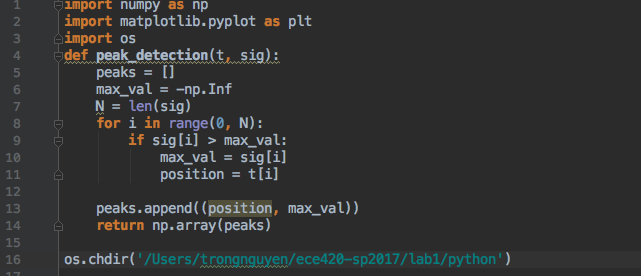 1 import numpy as np
2 import matplotlib.pyplot as plt
3 import os
4 def peak_detection(t, sig):
5     peaks = []
6     max_val = -np.Inf
7     N = len(sig)
8     for i in range(0, N):
9         if sig[i] > max_val:
10             max_val = sig[i]
11             position = t[i]
12
13     peaks.append((position, max_val))
14     return np.array(peaks)
15
16 os.chdir('/Users/trongnguyen/ece420-sp2017/lab1/python')